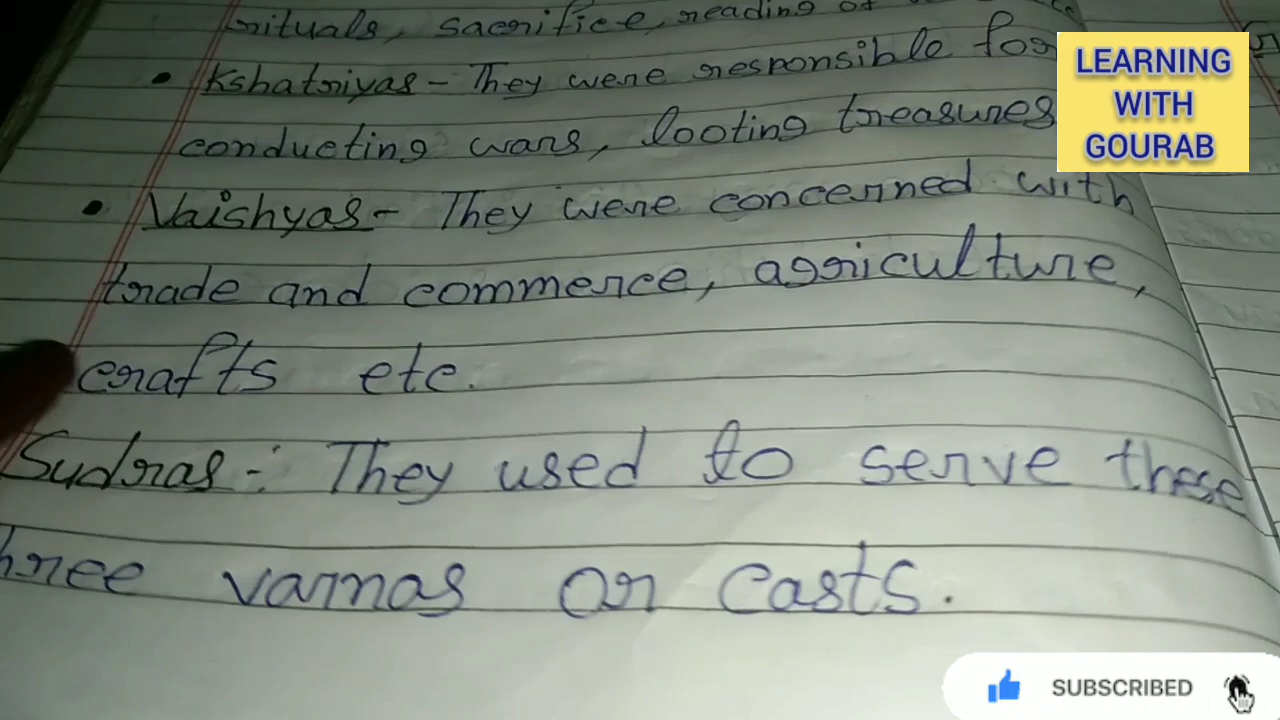 rituals, sacrifice, reading of
• Kshatriyas - They were responsible for
conducting wars, looting treasures
• Vaishyas - They were concerned with
trade and commerce, agriculture,
crafts etc.
Sudras -: They used to serve these
hree varnas or casts.
LEARNING
WITH
GOURAB
SUBSCRIBED